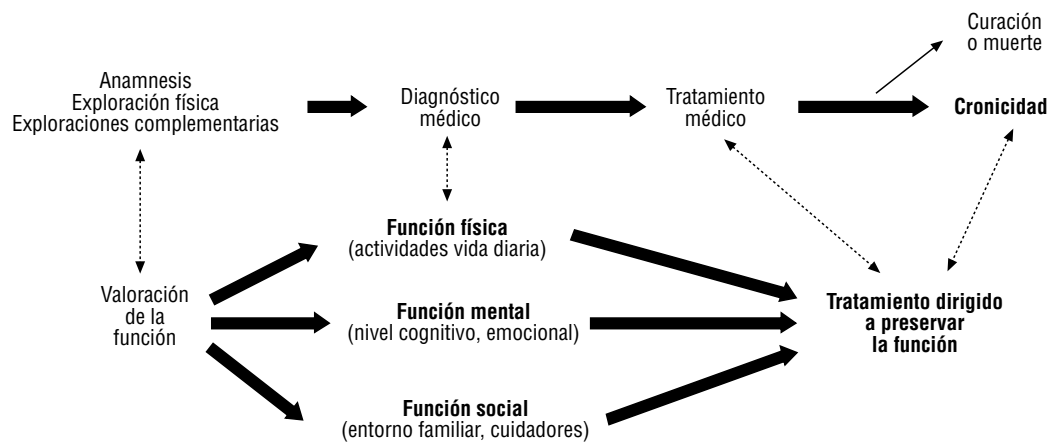 Curación
o muerte
Anamnesis
Exploración física
Exploraciones complementarias
Diagnóstico
médico
Tratamiento
médico
Cronicidad
Función física
(actividades vida diaria)
Valoración
de la
función
Función mental
(nivel cognitivo, emocional)
Tratamiento dirigido
a preservar
la función
Función social
(entorno familiar, cuidadores)